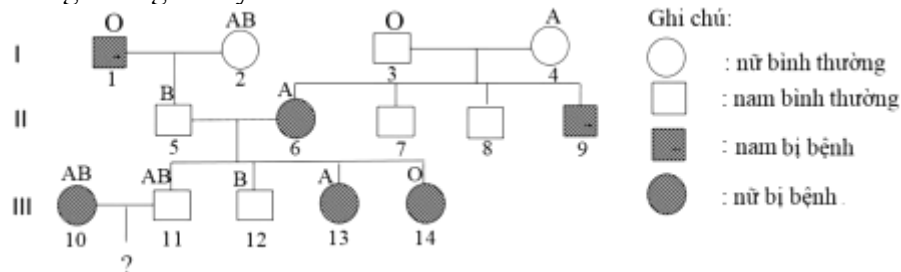 O AB O A Ghi chú:
I
1 2 3 4 : nữ bình thường
B A : nam bình thường
II
5 6 7 8 9 : nam bị bệnh
AB AB B A O
III : nữ bị bệnh .
10 11 12 13 14
?